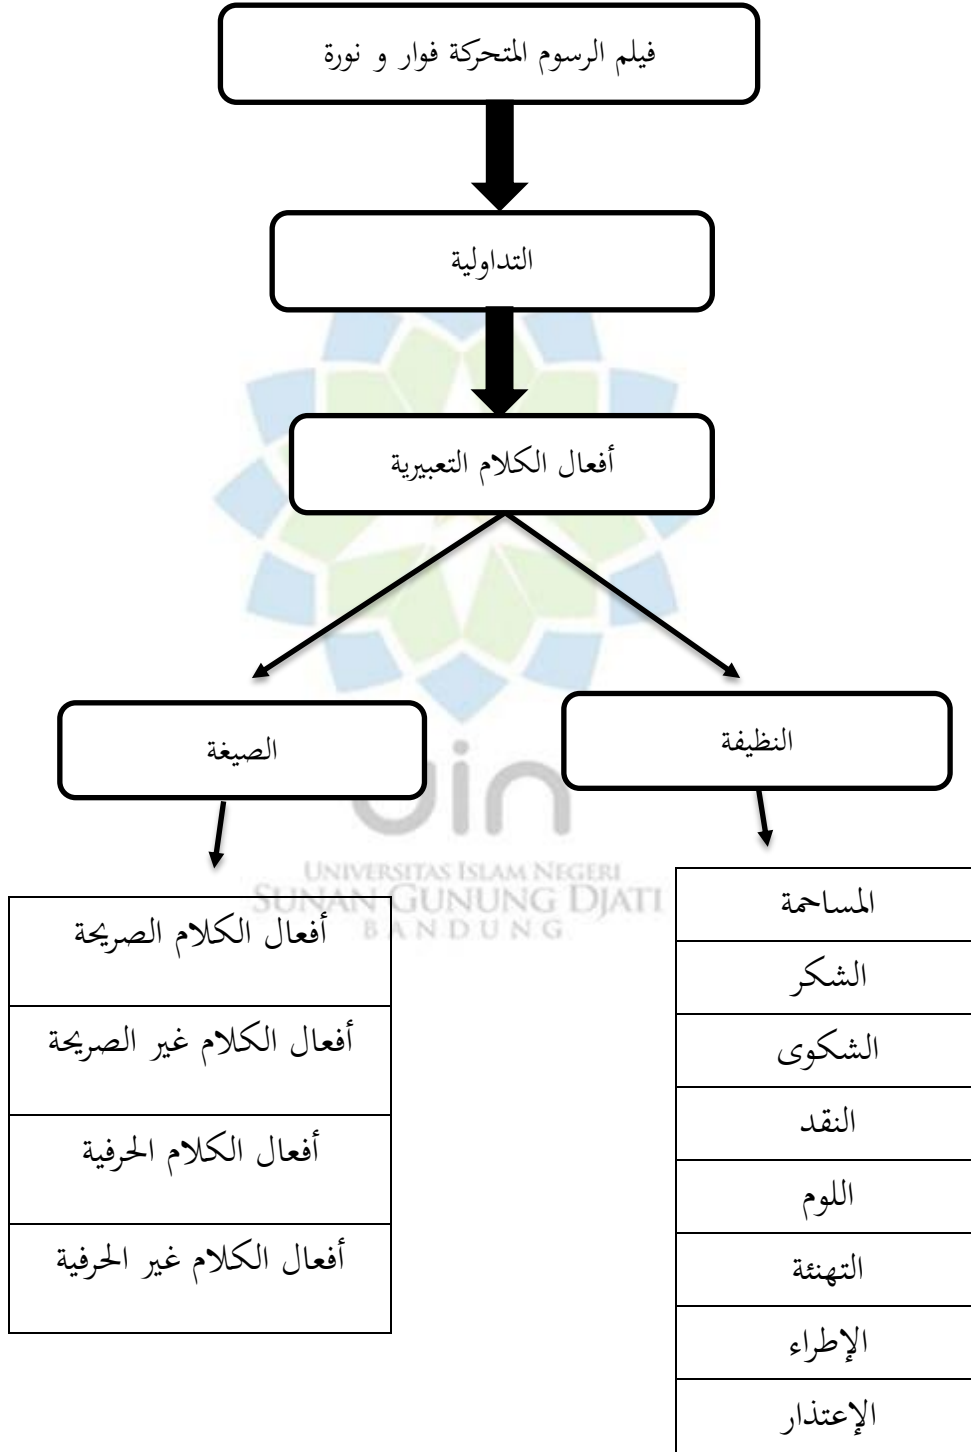 فيلم الرسوم المتحركة فوار و نورة
التداولية
أفعال الكلام التعبيرية
النظيفة
الصيغة
المساحمة
الشكر
الشكوى
النقد
اللوم
التهنئة
الإطراء
الإعتذار
أفعال الكلام الصريحة
أفعال الكلام غير الصريحة
أفعال الكلام الحرفية
أفعال الكلام غير الحرفية
uin
UNIVERSITAS ISLAM NEGERI
SUNAN GUNUNG DJATI
BANDUNG